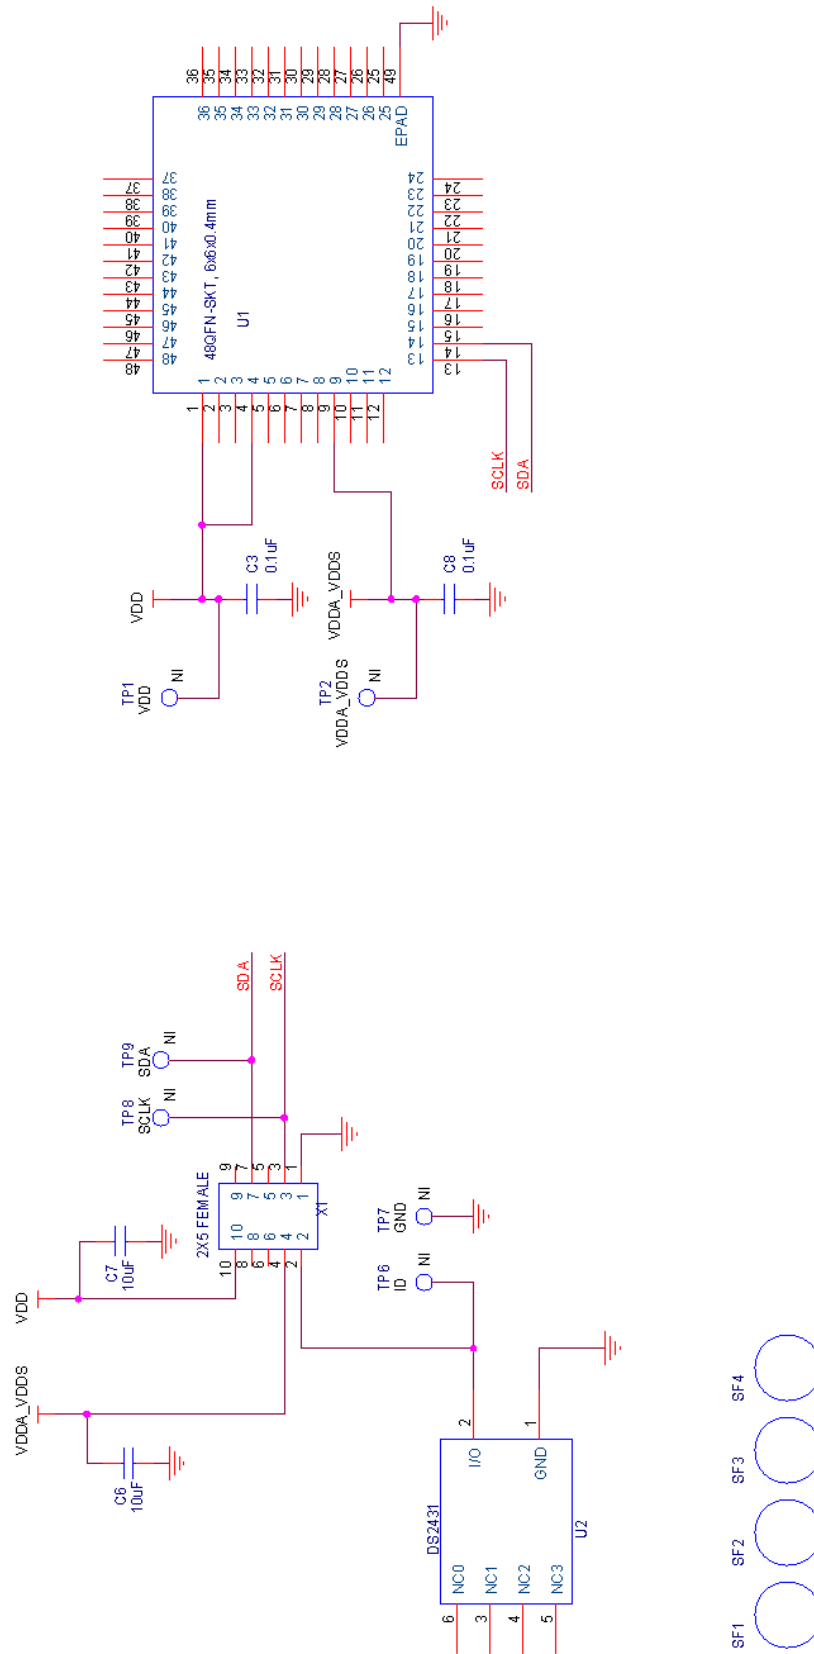 36
35
34
33
32
31
30
29
28
27
26
25
49
36
35
34
33
32
31
30
29
28
27
26
25
EPAD
37
38
39
40
41
42
43
44
45
46
47
48
37
38
39
40
41
42
43
44
45
46
47
48
48QFN-SKT, 6x6x0.4mm
U1
24
23
22
21
20
19
18
17
16
15
14
13
24
23
22
21
20
19
18
17
16
15
14
13
1
2
3
4
5
6
7
8
9
10
11
12
1
2
3
4
5
6
7
8
9
10
11
12
SCLK
SDA
VDD
C3
0.1uF
VDDA_VDDS
C8
0.1uF
TP1
VDD
NI
TP2
VDDA_VDDS
NI
SDA
SCLK
TP9
SDA
NI
TP8
SCLK
NI
2X5 FEMALE
X1
9
7
5
3
1
9
7
5
3
1
10
8
6
4
2
10
8
6
4
2
C7
10uF
VDD
VDDA_VDDS
C6
10uF
TP7
GND
NI
TP6
ID
NI
DS2431
U2
2
I/O
1
GND
NC0
NC1
NC2
NC3
6
3
4
5
SF4
SF3
SF2
SF1